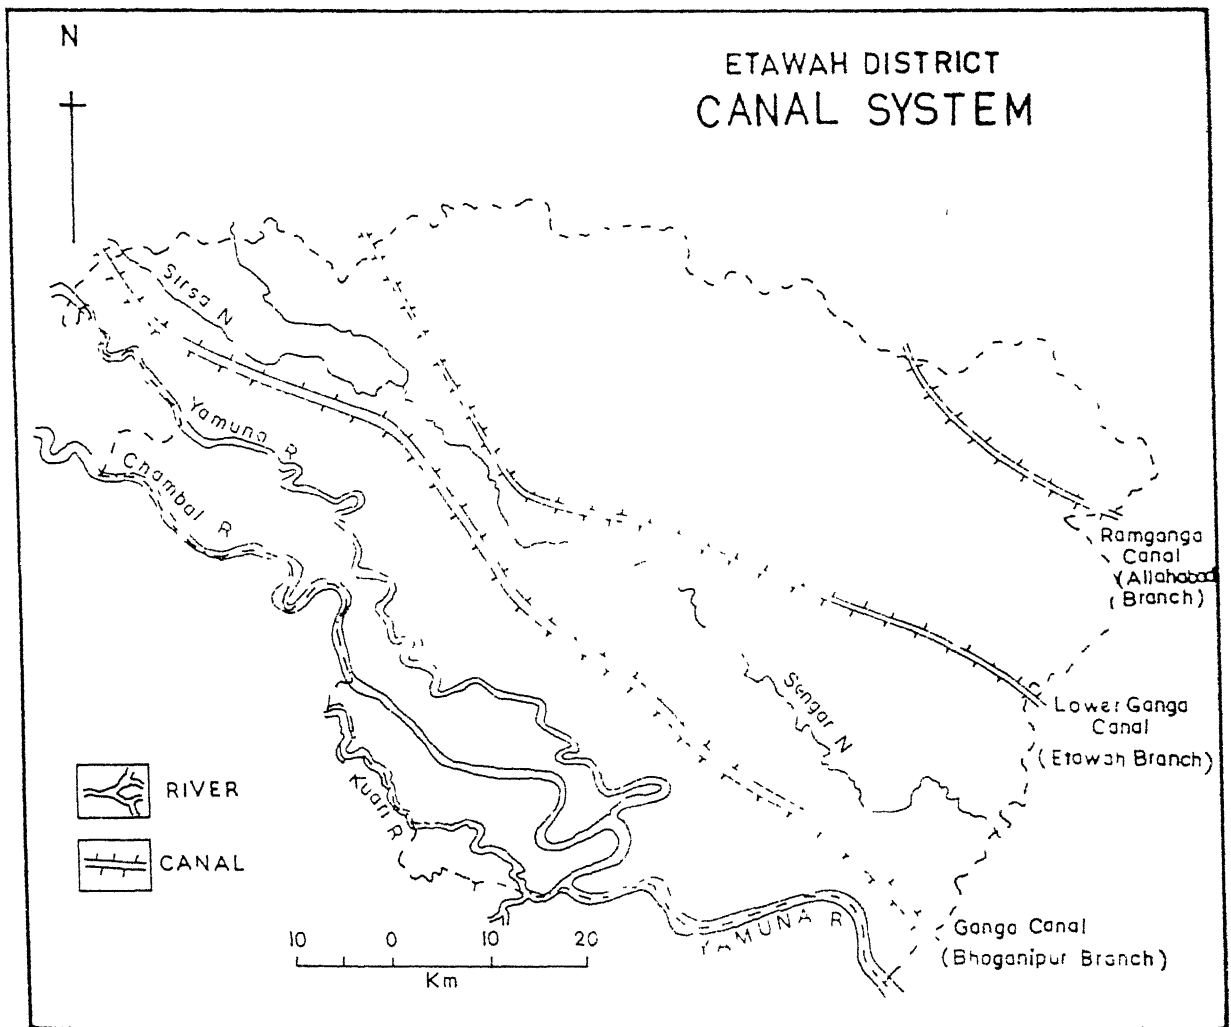 N
ETAWAH DISTRICT
CANAL SYSTEM
Sirsa N
Yamuna R
Chambal R
Ramganga
Canal
(Allahabad
Branch)
Sengar N
Lower Ganga
Canal
(Etawah Branch)
Kuari R
RIVER
CANAL
YAMUNA R
Ganga Canal
(Bhoganipur Branch)
10 0 10 20
Km